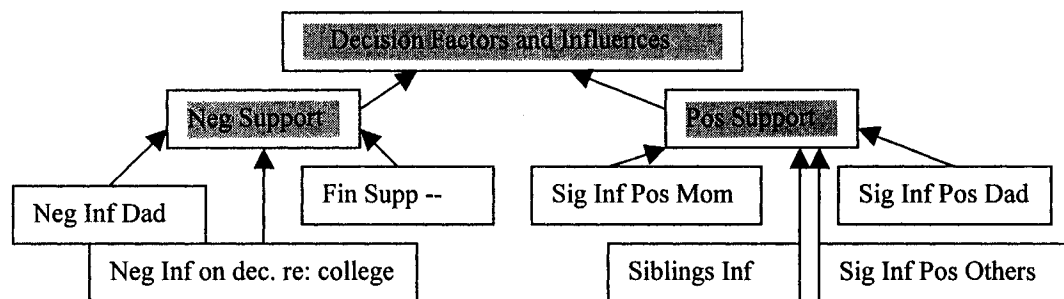 Decision Factors and Influences
Neg Support
Pos Support
Neg Inf Dad
Fin Supp --
Sig Inf Pos Mom
Sig Inf Pos Dad
Neg Inf on dec. re: college
Siblings Inf
Sig Inf Pos Others